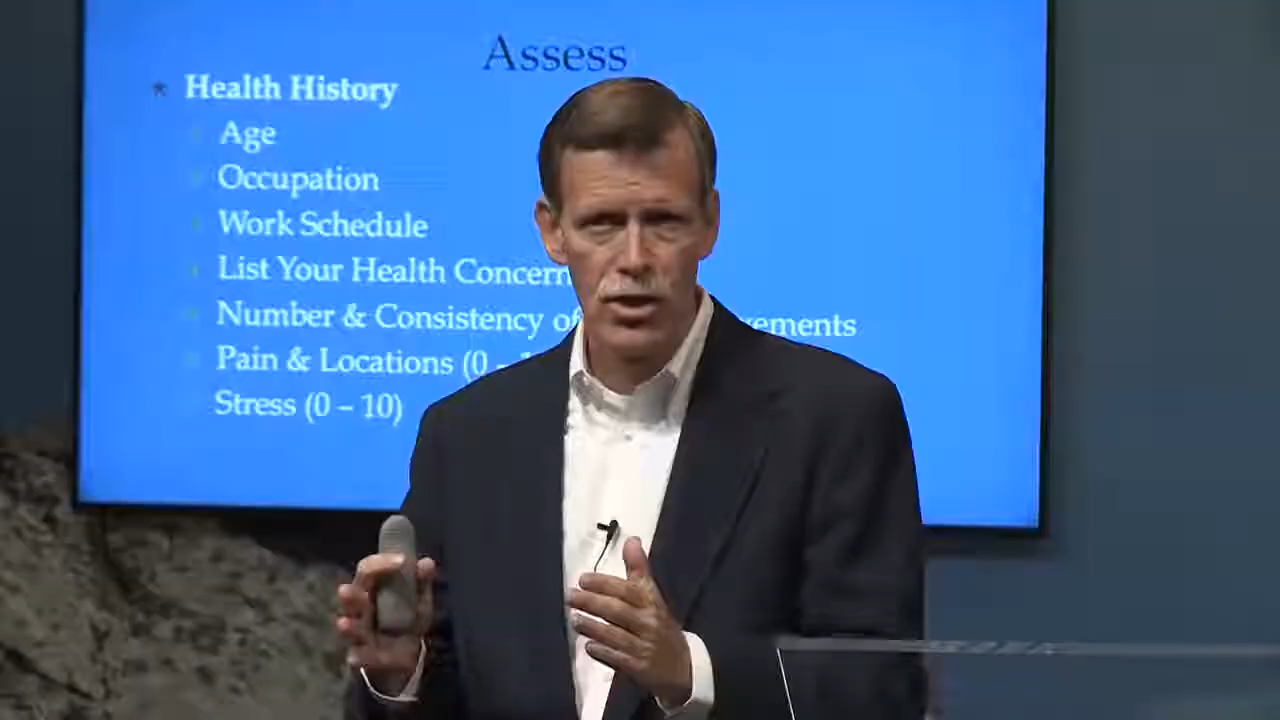 Assess
* Health History
Age
Occupation
Work Schedule
List Your Health Concern
Number & Consistency of vements
Pain & Locations (0 –
Stress (0 – 10)